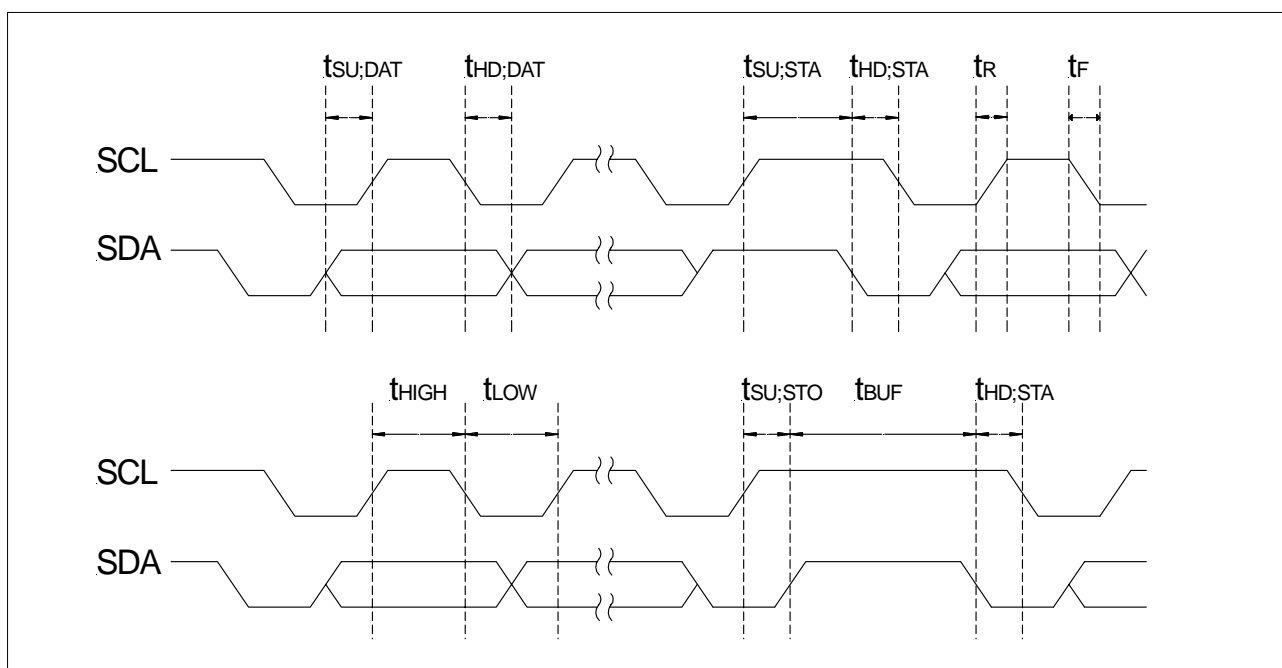 tSU;DAT tHD;DAT tSU;STA tHD;STA tR tF
SCL
SDA
tHIGH tLOW tSU;STO tBUF tHD;STA
SCL
SDA